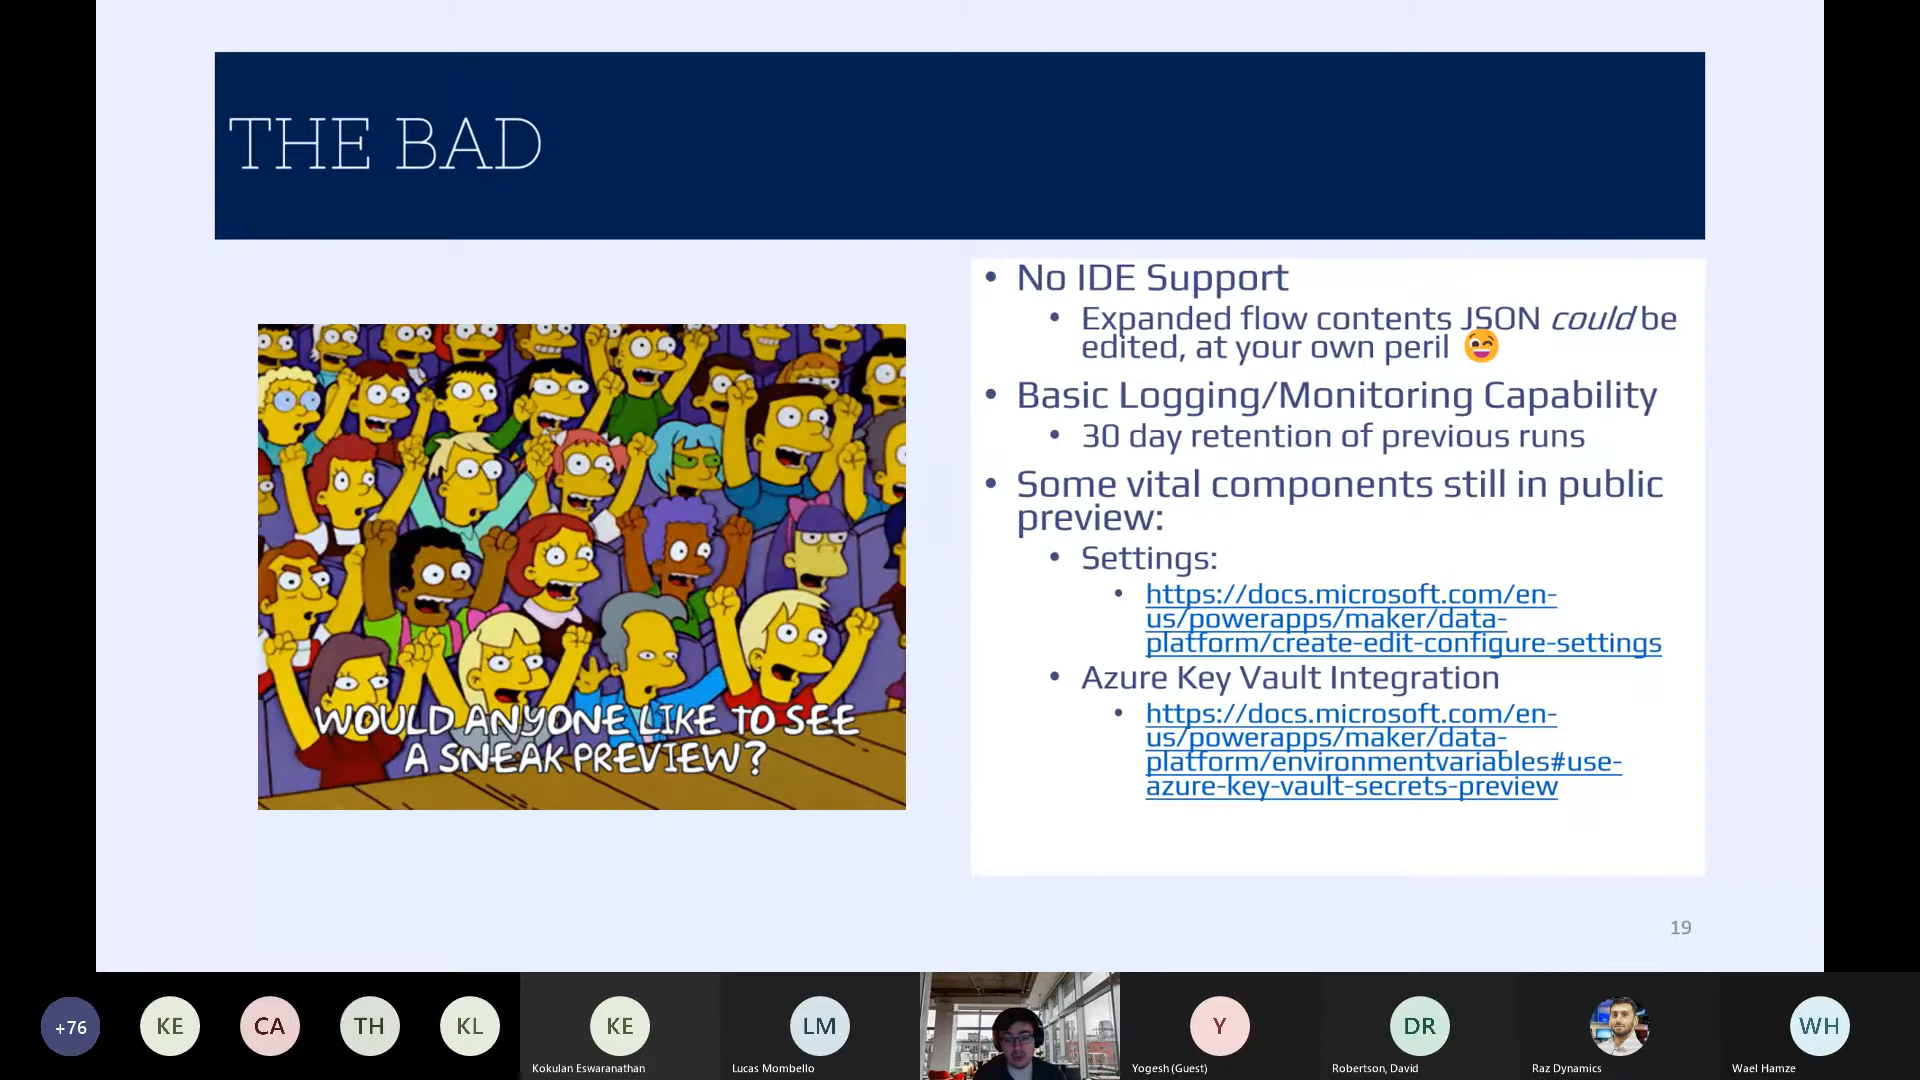 THE BAD
WOULD ANYONE LIKE TO SEE
A SNEAK PREVIEW?
• No IDE Support
• Expanded flow contents JSON could be
edited, at your own peril 😄
• Basic Logging/Monitoring Capability
• 30 day retention of previous runs
• Some vital components still in public
preview:
• Settings:
• https://docs.microsoft.com/en-
us/powerapps/maker/data-
platform/create-edit-configure-settings
• Azure Key Vault Integration
• https://docs.microsoft.com/en-
us/powerapps/maker/data-
platform/environmentvariables#use-
azure-key-vault-secrets-preview
19
+76
KE
CA
TH
KL
KE
Kokulan Eswaranathan
LM
Lucas Mombello
Y
Yogesh (Guest)
DR
Robertson, David
Raz Dynamics
WH
Wael Hamze